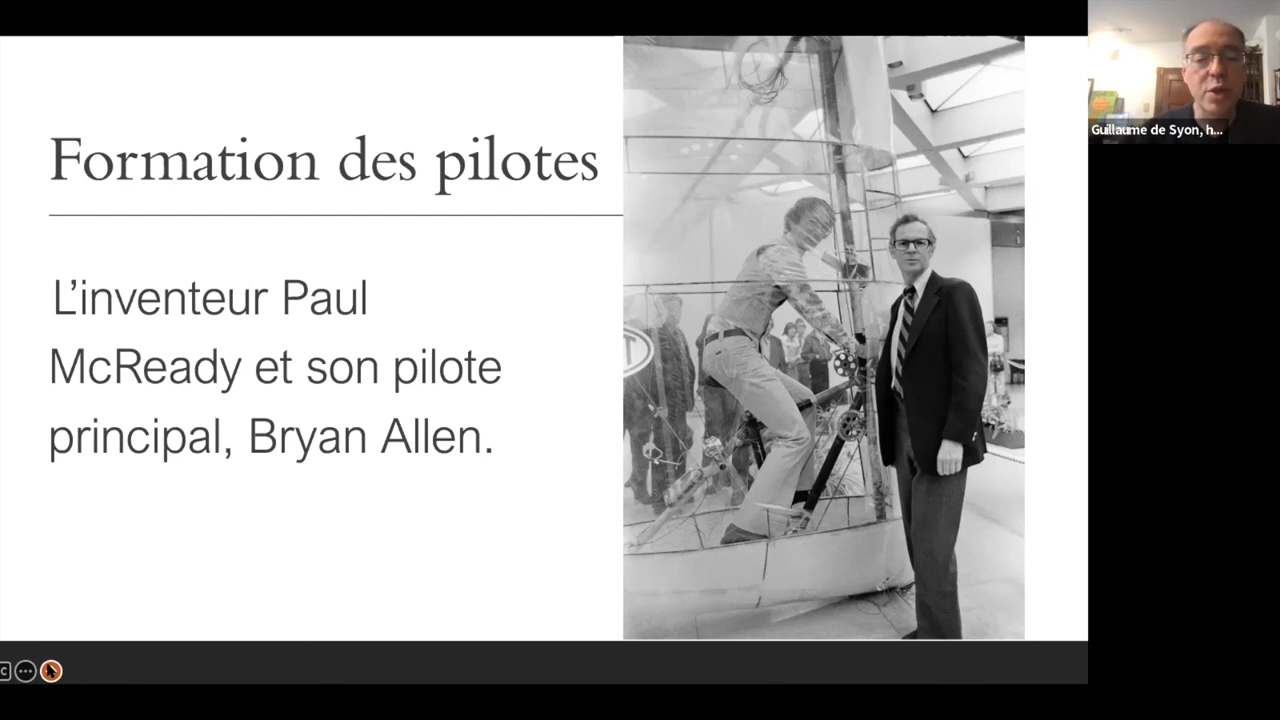 Formation des pilotes
L’inventeur Paul
McReady et son pilote
principal, Bryan Allen.
Guillaume de Syon, h...